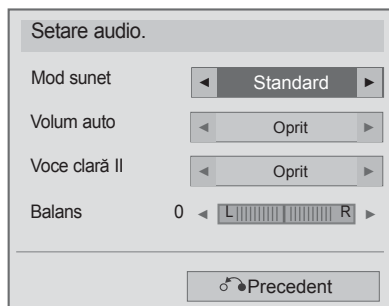 Setare audio.
Mod sunet ◄ Standard ►
Volum auto ◄ Oprit ►
Voce clară II ◄ Oprit ►
Balans 0 ◄ L R ►
Precedent